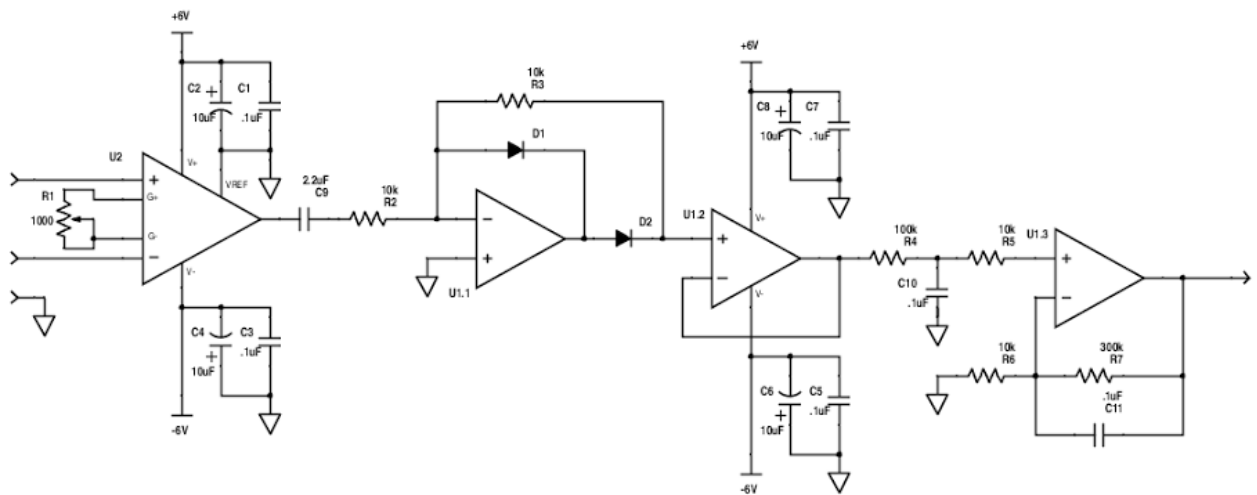 +6V
C2
+
10uF
C1
.1uF
U2
V+
VREF
+
G+
R1
1000
G-
−
V-
C4
+
10uF
C3
.1uF
-6V
2.2uF
C9
10k
R2
10k
R3
D1
−
+
U1.1
D2
+6V
C8
+
10uF
C7
.1uF
U1.2
V+
+
−
V-
C6
+
10uF
C5
.1uF
-6V
100k
R4
C10
.1uF
10k
R5
U1.3
+
−
10k
R6
300k
R7
.1uF
C11